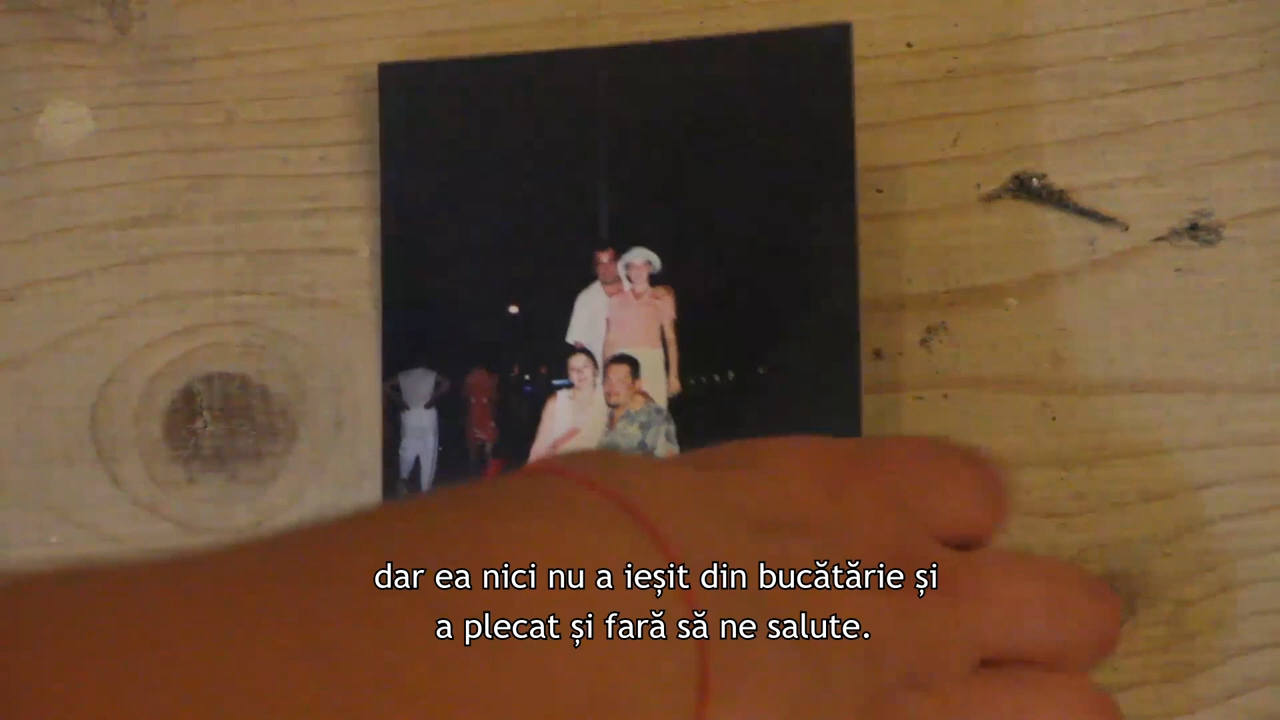 dar ea nici nu a ieșit din bucătărie și
a plecat și fară să ne salute.